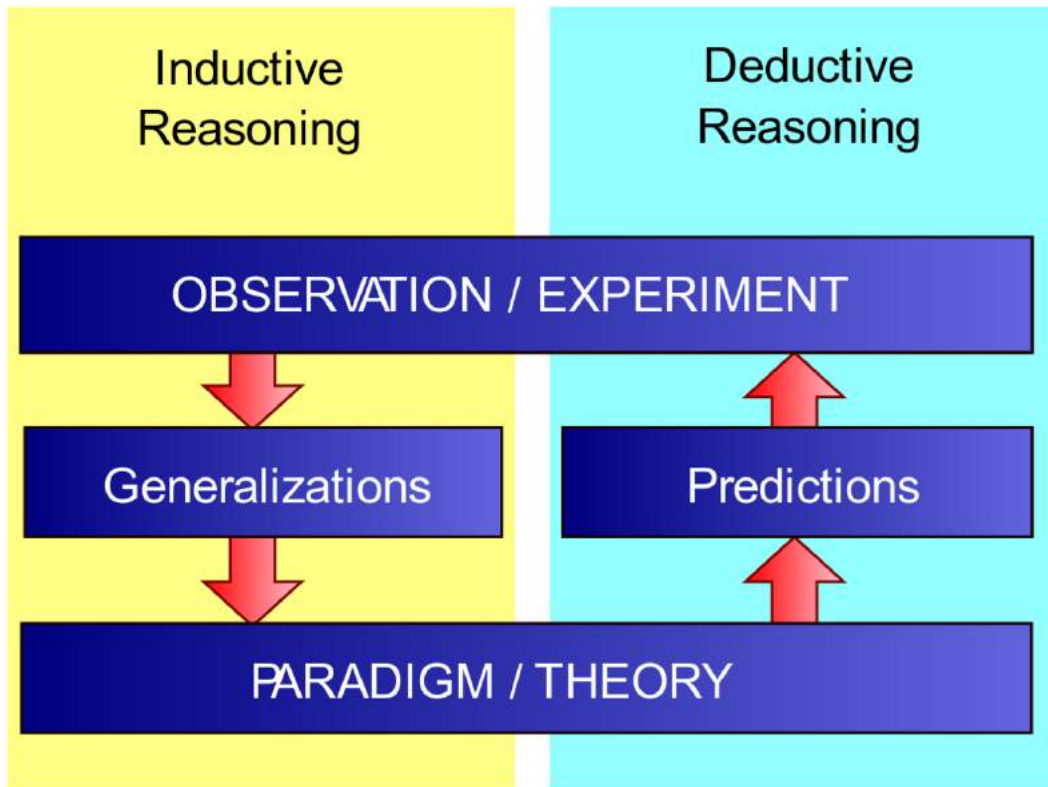 Inductive
Reasoning
Deductive
Reasoning
OBSERVATION / EXPERIMENT
Generalizations
Predictions
PARADIGM / THEORY